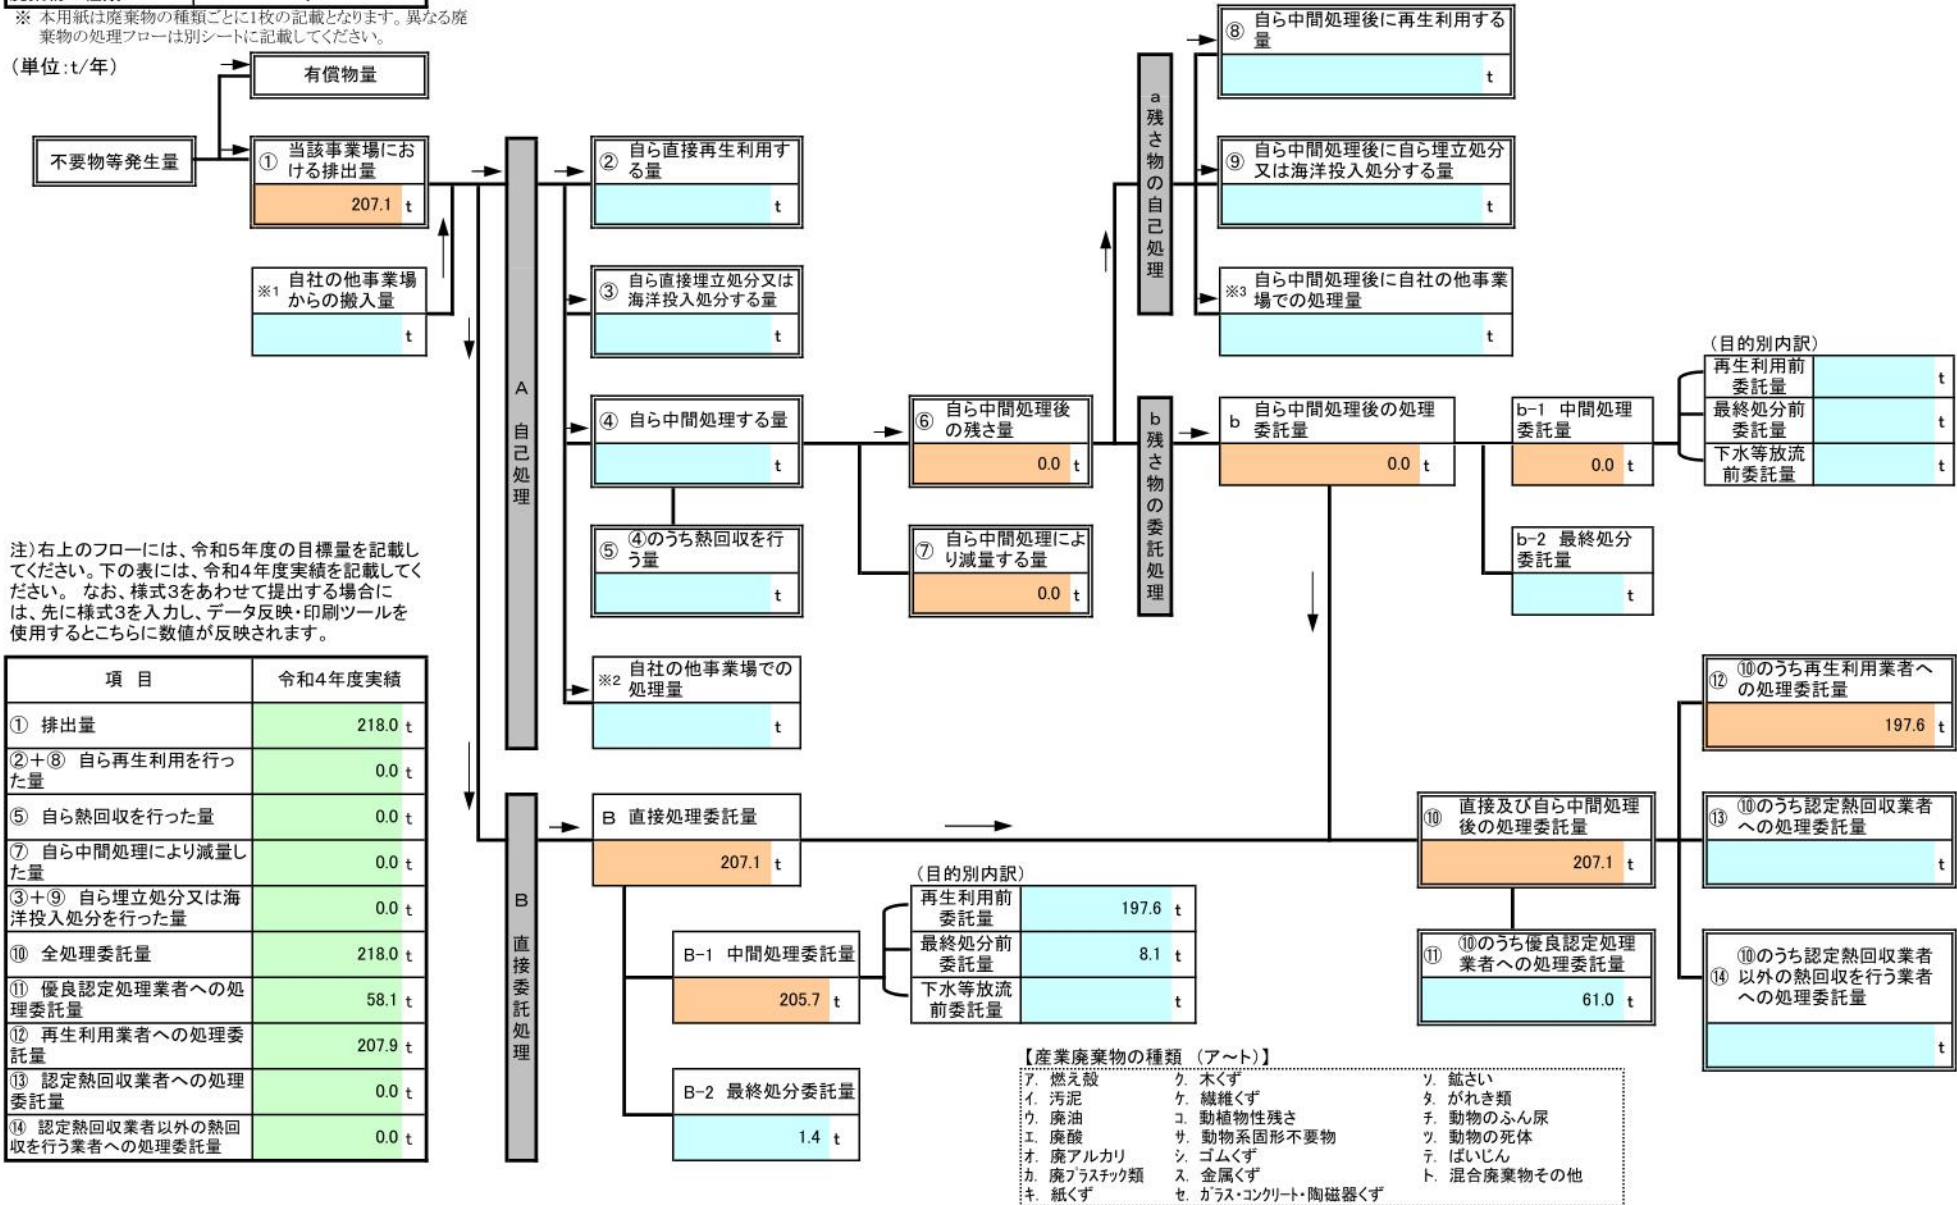 ※ 本用紙は廃棄物の種類ごとに1枚の記載となります。異なる廃
棄物の処理フローは別シートに記載してください。
(単位:t/年)
有償物量
不要物等発生量
① 当該事業場にお
ける排出量
207.1 t
※1 自社の他事業場
からの搬入量
t
A 自己処理
② 自ら直接再生利用す
る量
t
③ 自ら直接埋立処分又は
海洋投入処分する量
t
④ 自ら中間処理する量
t
⑤ ④のうち熱回収を行
う量
t
※2 自社の他事業場での
処理量
t
⑥ 自ら中間処理後
の残さ量
0.0 t
⑦ 自ら中間処理によ
り減量する量
0.0 t
a 残さ物の自己処理
⑧ 自ら中間処理後に再生利用する
量
t
⑨ 自ら中間処理後に自ら埋立処分
又は海洋投入処分する量
t
※3 自ら中間処理後に自社の他事業
場での処理量
t
b 残さ物の委託処理
b 自ら中間処理後の処理
委託量
0.0 t
b-1 中間処理
委託量
0.0 t
(目的別内訳)
再生利用前
委託量
t
最終処分前
委託量
t
下水等放流
前委託量
t
b-2 最終処分
委託量
t
注)右上のフローには、令和5年度の目標量を記載し
てください。下の表には、令和4年度実績を記載してく
ださい。 なお、様式3をあわせて提出する場合に
は、先に様式3を入力し、データ反映・印刷ツールを
使用するとこちらに数値が反映されます。
項 目 令和4年度実績
① 排出量 218.0 t
②+⑧ 自ら再生利用を行っ
た量 0.0 t
⑤ 自ら熱回収を行った量 0.0 t
⑦ 自ら中間処理により減量し
た量 0.0 t
③+⑨ 自ら埋立処分又は海
洋投入処分を行った量 0.0 t
⑩ 全処理委託量 218.0 t
⑪ 優良認定処理業者への処
理委託量 58.1 t
⑫ 再生利用業者への処理委
託量 207.9 t
⑬ 認定熱回収業者への処理
委託量 0.0 t
⑭ 認定熱回収業者以外の熱回
収を行う業者への処理委託量 0.0 t
B 直接委託処理
B 直接処理委託量
207.1 t
B-1 中間処理委託量
205.7 t
(目的別内訳)
再生利用前
委託量
197.6 t
最終処分前
委託量
8.1 t
下水等放流
前委託量
t
B-2 最終処分委託量
1.4 t
⑩ 直接及び自ら中間処理
後の処理委託量
207.1 t
⑪ ⑩のうち優良認定処理
業者への処理委託量
61.0 t
⑫ ⑩のうち再生利用業者へ
の処理委託量
197.6 t
⑬ ⑩のうち認定熱回収業者
への処理委託量
t
⑭ ⑩のうち認定熱回収業者
以外の熱回収を行う業者
への処理委託量
t
【産業廃棄物の種類 (ア~ト)】
ア. 燃え殻 ク. 木くず ソ. 鉱さい
イ. 汚泥 ケ. 繊維くず タ. がれき類
ウ. 廃油 コ. 動植物性残さ チ. 動物のふん尿
エ. 廃酸 サ. 動物系固形不要物 ツ. 動物の死体
オ. 廃アルカリ シ. ゴムくず テ. ばいじん
カ. 廃プラスチック類 ス. 金属くず ト. 混合廃棄物その他
キ. 紙くず セ. ガラス・コンクリート・陶磁器くず